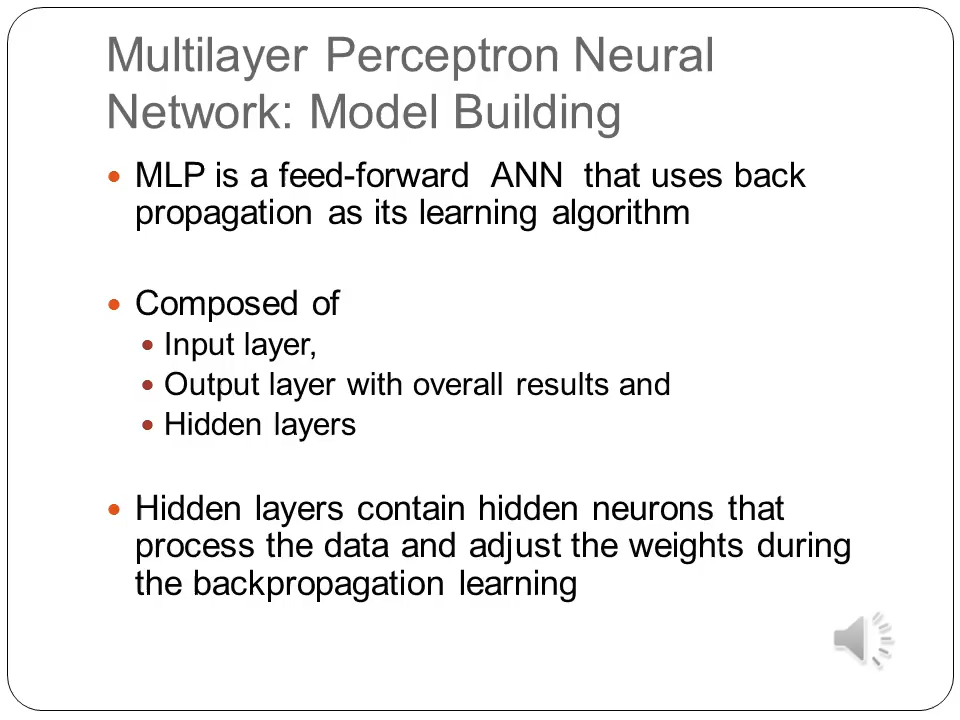 Multilayer Perceptron Neural
Network: Model Building
MLP is a feed-forward ANN that uses back
propagation as its learning algorithm
Composed of
Input layer,
Output layer with overall results and
Hidden layers
Hidden layers contain hidden neurons that
process the data and adjust the weights during
the backpropagation learning